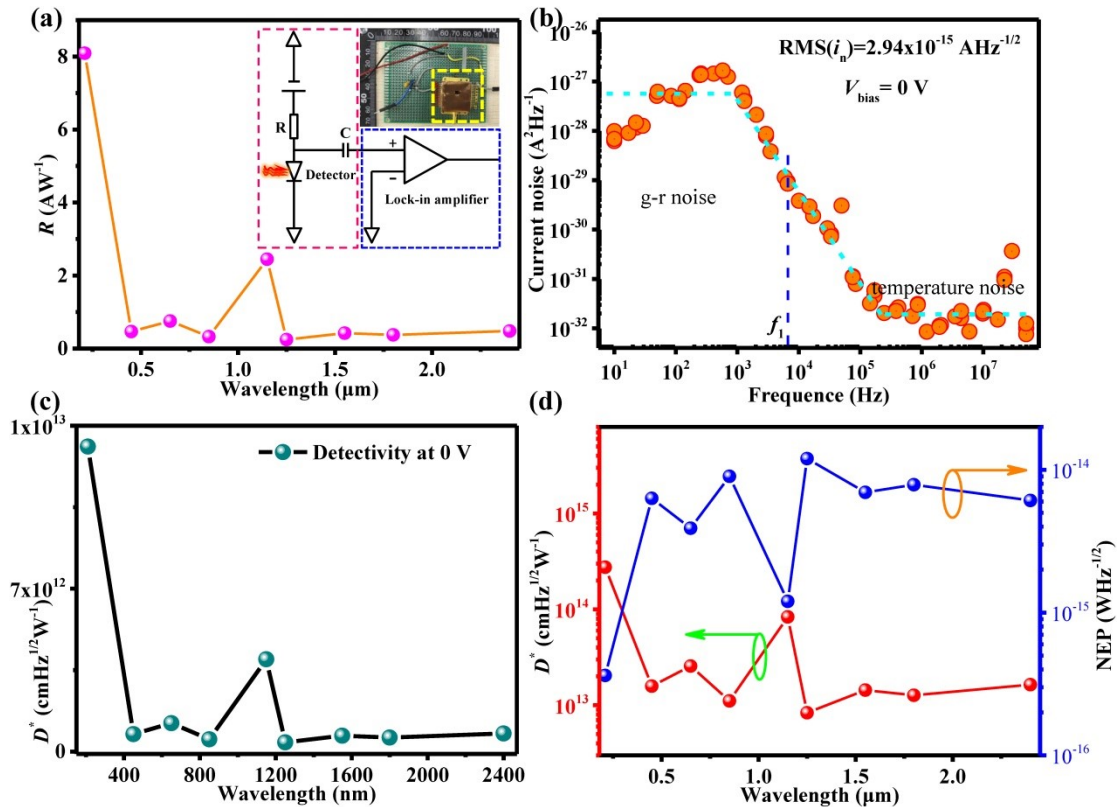 (a)
8
6
4
2
0
R (AW⁻¹)
0.5 1.0 1.5 2.0
Wavelength (μm)
R
C
+
−
Detector
Lock-in amplifier
(b)
RMS(iₙ)=2.94x10⁻¹⁵ AHz⁻¹/²
V_bias= 0 V
10⁻²⁶
10⁻²⁷
10⁻²⁸
10⁻²⁹
10⁻³⁰
10⁻³¹
10⁻³²
Current noise (A²Hz⁻¹)
g-r noise
temperature noise
f₁
10¹ 10² 10³ 10⁴ 10⁵ 10⁶ 10⁷
Frequence (Hz)
(c)
1x10¹³
7x10¹²
0
D* (cmHz¹/²W⁻¹)
Detectivity at 0 V
400 800 1200 1600 2000 2400
Wavelength (nm)
(d)
10¹⁵
10¹⁴
10¹³
D* (cmHz¹/²W⁻¹)
10⁻¹⁴
10⁻¹⁵
10⁻¹⁶
NEP (WHz⁻¹/²)
0.5 1.0 1.5 2.0
Wavelength (μm)